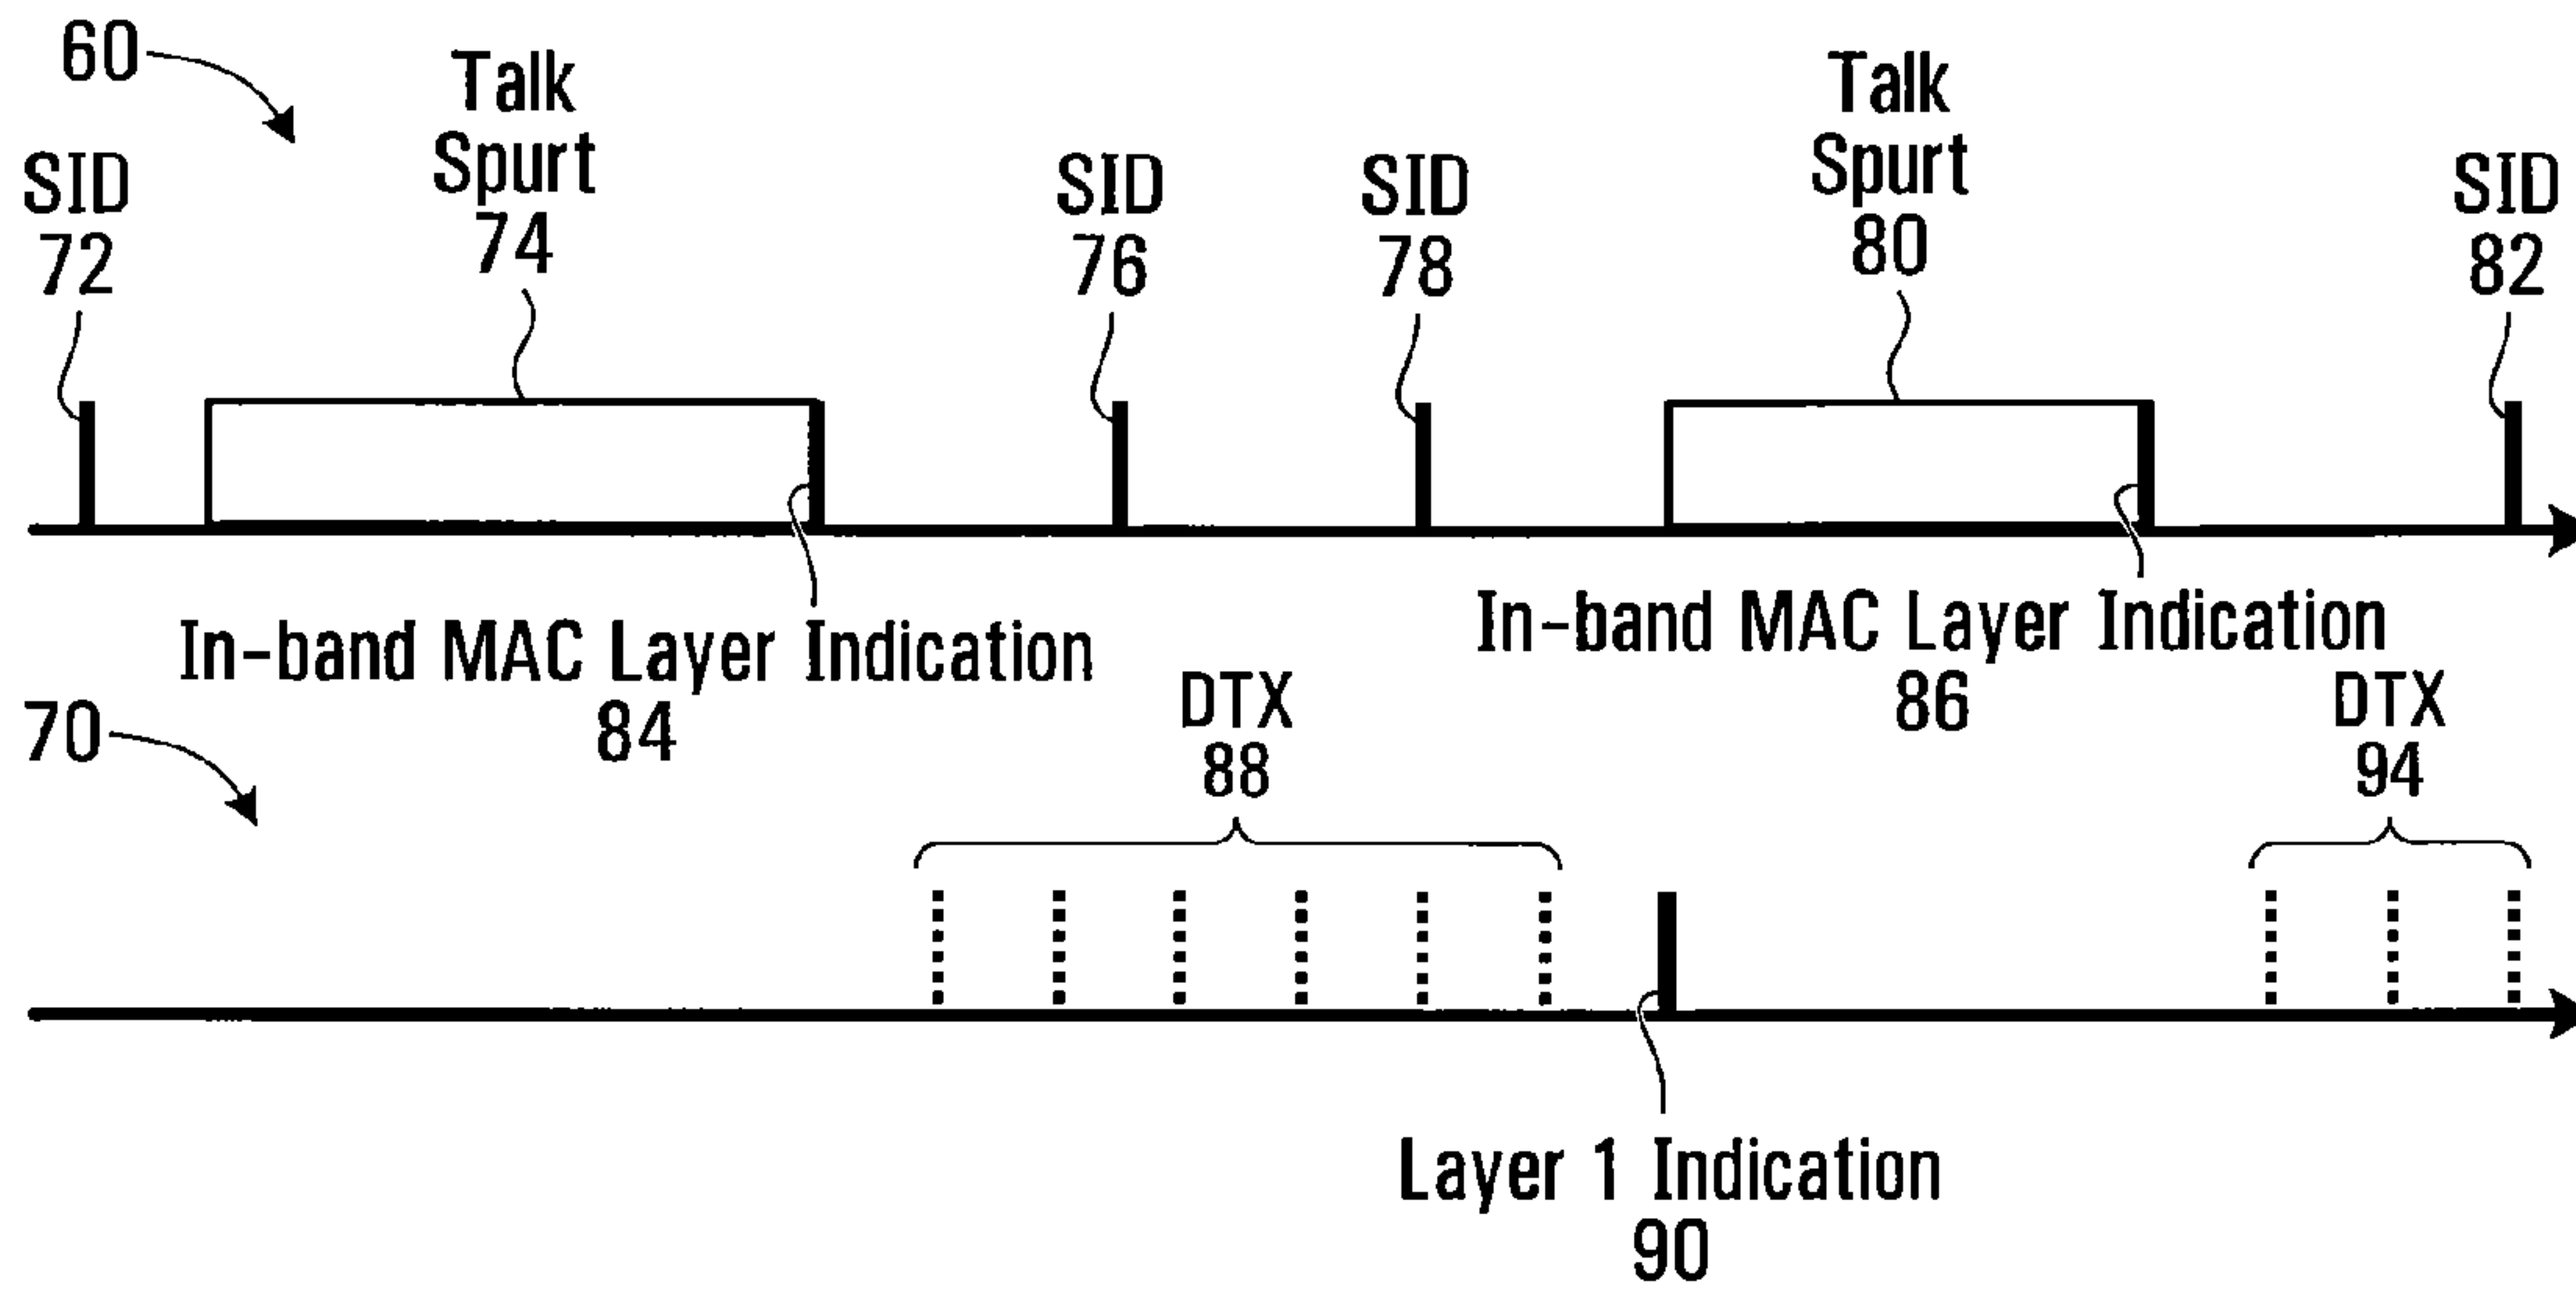 60
Talk
Spurt
74
Talk
Spurt
80
SID
72
SID
76
SID
78
SID
82
In-band MAC Layer Indication
84
In-band MAC Layer Indication
86
70
DTX
88
DTX
94
Layer 1 Indication
90